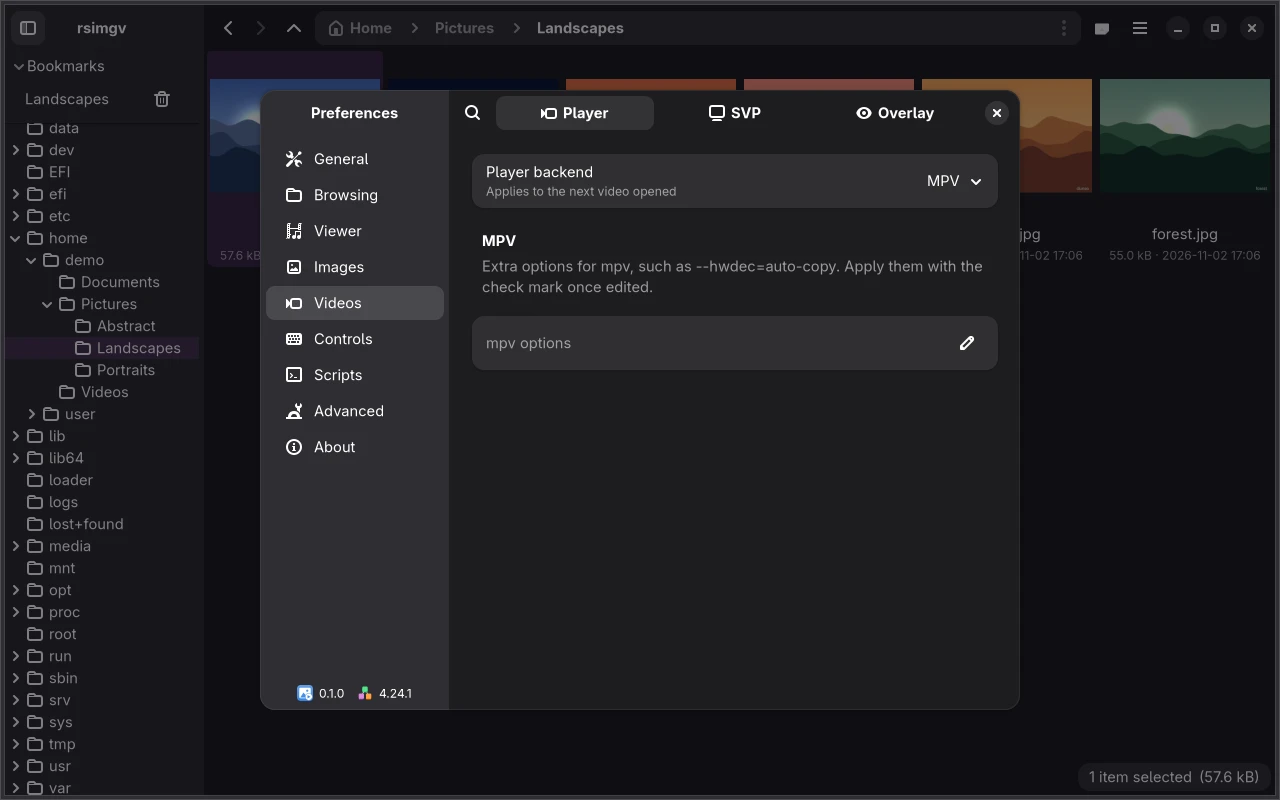 rsimgv
Home
Pictures
Landscapes
Bookmarks
Landscapes
data
dev
EFI
efi
etc
home
demo
Documents
Pictures
Abstract
Landscapes
Portraits
Videos
user
lib
lib64
loader
logs
lost+found
media
mnt
opt
proc
root
run
sbin
srv
sys
tmp
usr
var
57.6 kB
jpg
11-02 17:06
forest.jpg
55.0 kB · 2026-11-02 17:06
Preferences
General
Browsing
Viewer
Images
Videos
Controls
Scripts
Advanced
About
0.1.0
4.24.1
Player
SVP
Overlay
Player backend
Applies to the next video opened
MPV
MPV
Extra options for mpv, such as --hwdec=auto-copy. Apply them with the
check mark once edited.
mpv options
1 item selected (57.6 kB)